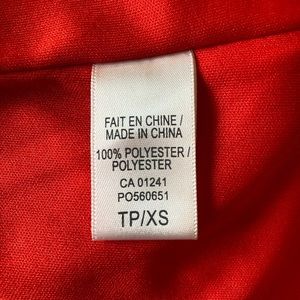 FAIT EN CHINE /
MADE IN CHINA
100% POLYESTER /
POLYESTER
CA 01241
PO560651
TP/XS